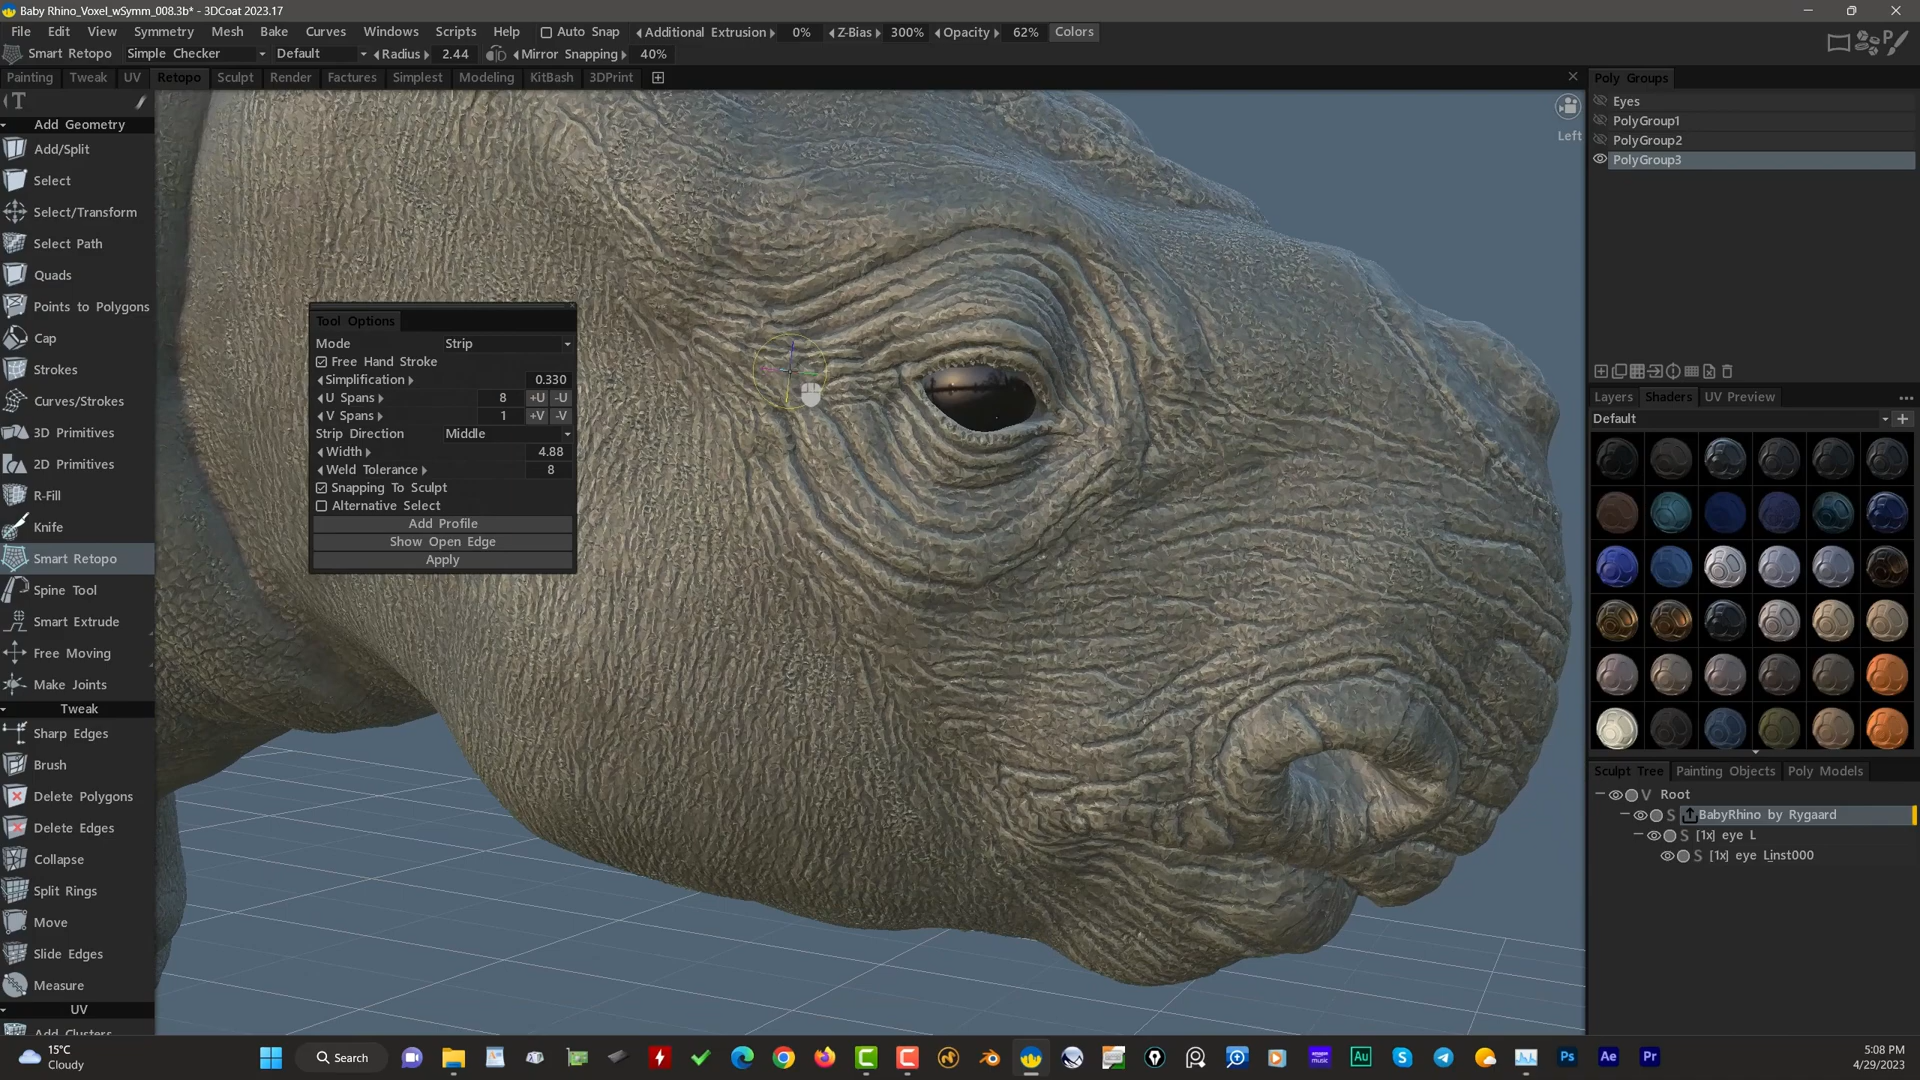 Baby Rhino_Voxel_wSymm_008.3b* - 3DCoat 2023.17
File Edit View Symmetry Mesh Bake Curves Windows Scripts Help Auto Snap Additional Extrusion 0% Z-Bias 300% Opacity 62% Colors
Smart Retopo Simple Checker Default Radius 2.44 Mirror Snapping 40%
Painting Tweak UV Retopo Sculpt Render Factures Simplest Modeling KitBash 3DPrint
Add Geometry
Add/Split
Select
Select/Transform
Select Path
Quads
Points to Polygons
Cap
Strokes
Curves/Strokes
3D Primitives
2D Primitives
R-Fill
Knife
Smart Retopo
Spine Tool
Smart Extrude
Free Moving
Make Joints
Tweak
Sharp Edges
Brush
Delete Polygons
Delete Edges
Collapse
Split Rings
Move
Slide Edges
Measure
UV
Add Clusters
Tool Options
Mode Strip
Free Hand Stroke
Simplification 0.330
U Spans 8 +U -U
V Spans 1 +V -V
Strip Direction Middle
Width 4.88
Weld Tolerance 8
Snapping To Sculpt
Alternative Select
Add Profile
Show Open Edge
Apply
Left
Poly Groups
Eyes
PolyGroup1
PolyGroup2
PolyGroup3
Layers Shaders UV Preview
Default
Sculpt Tree Painting Objects Poly Models
V Root
S BabyRhino by Rygaard
S [1x] eye L
S [1x] eye Linst000
15°C
Cloudy
Search
amazon music
Au
Ps
Ae
Pr
5:08 PM
4/29/2023